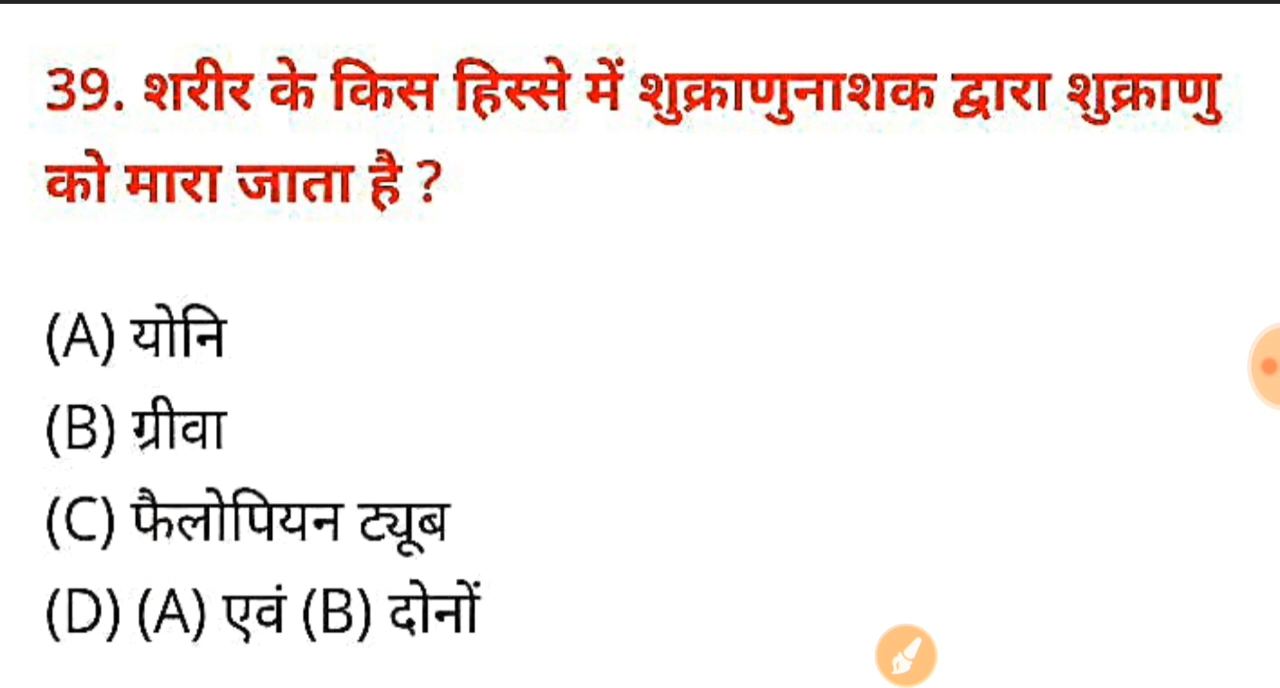 39. शरीर के किस हिस्से में शुक्राणुनाशक द्वारा शुक्राणु
को मारा जाता है ?
(A) योनि
(B) ग्रीवा
(C) फैलोपियन ट्यूब
(D) (A) एवं (B) दोनों